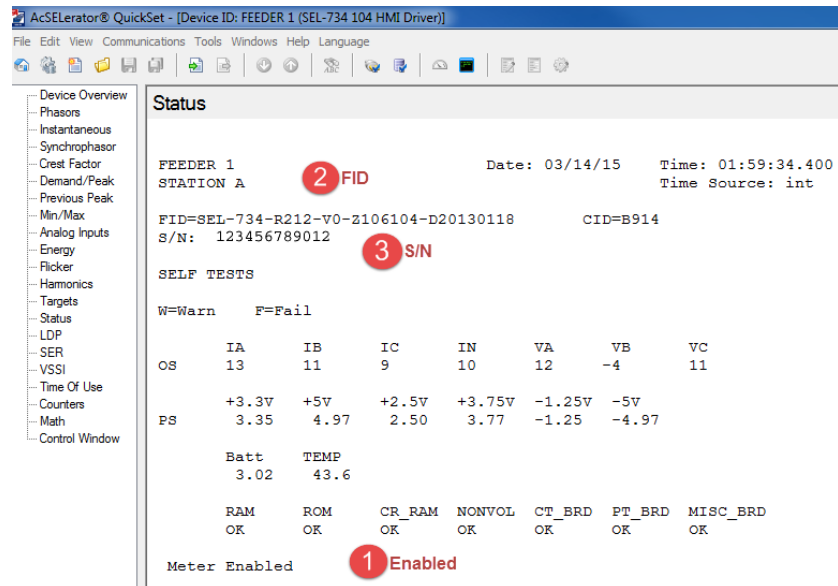 AcSELerator® QuickSet - [Device ID: FEEDER 1 (SEL-734 104 HMI Driver)]
File Edit View Communications Tools Windows Help Language
Device Overview
Phasors
Instantaneous
Synchrophasor
Crest Factor
Demand/Peak
Previous Peak
Min/Max
Analog Inputs
Energy
Flicker
Harmonics
Targets
Status
LDP
SER
VSSI
Time Of Use
Counters
Math
Control Window
Status
FEEDER 1 Date: 03/14/15 Time: 01:59:34.400
STATION A 2 FID Time Source: int
FID=SEL-734-R212-V0-Z106104-D20130118 CID=B914
S/N: 123456789012
3 S/N
SELF TESTS
W=Warn F=Fail
IA IB IC IN VA VB VC
OS 13 11 9 10 12 -4 11
+3.3V +5V +2.5V +3.75V -1.25V -5V
PS 3.35 4.97 2.50 3.77 -1.25 -4.97
Batt TEMP
3.02 43.6
RAM ROM CR_RAM NONVOL CT_BRD PT_BRD MISC_BRD
OK OK OK OK OK OK OK
Meter Enabled 1 Enabled